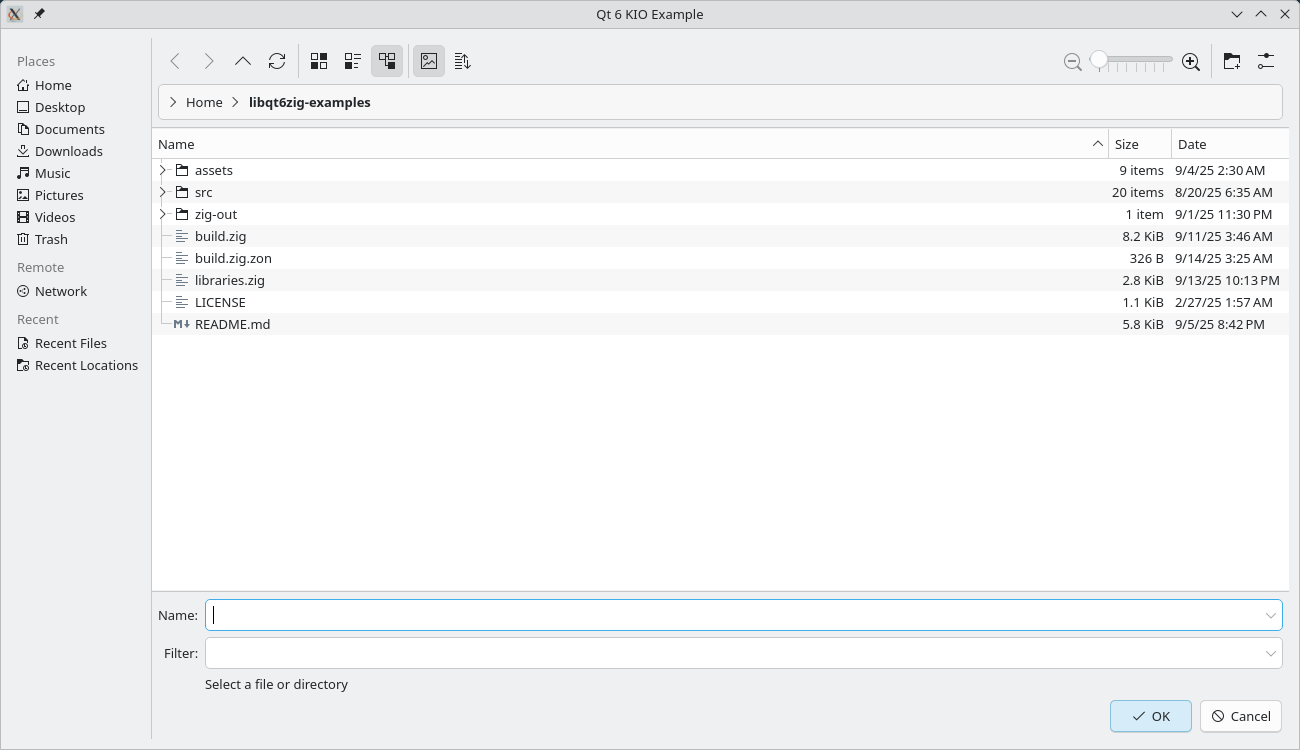 Qt 6 KIO Example
Places
Home
Desktop
Documents
Downloads
Music
Pictures
Videos
Trash
Remote
Network
Recent
Recent Files
Recent Locations
Home libqt6zig-examples
Name Size Date
assets 9 items 9/4/25 2:30 AM
src 20 items 8/20/25 6:35 AM
zig-out 1 item 9/1/25 11:30 PM
build.zig 8.2 KiB 9/11/25 3:46 AM
build.zig.zon 326 B 9/14/25 3:25 AM
libraries.zig 2.8 KiB 9/13/25 10:13 PM
LICENSE 1.1 KiB 2/27/25 1:57 AM
README.md 5.8 KiB 9/5/25 8:42 PM
Name:
Filter:
Select a file or directory
OK Cancel